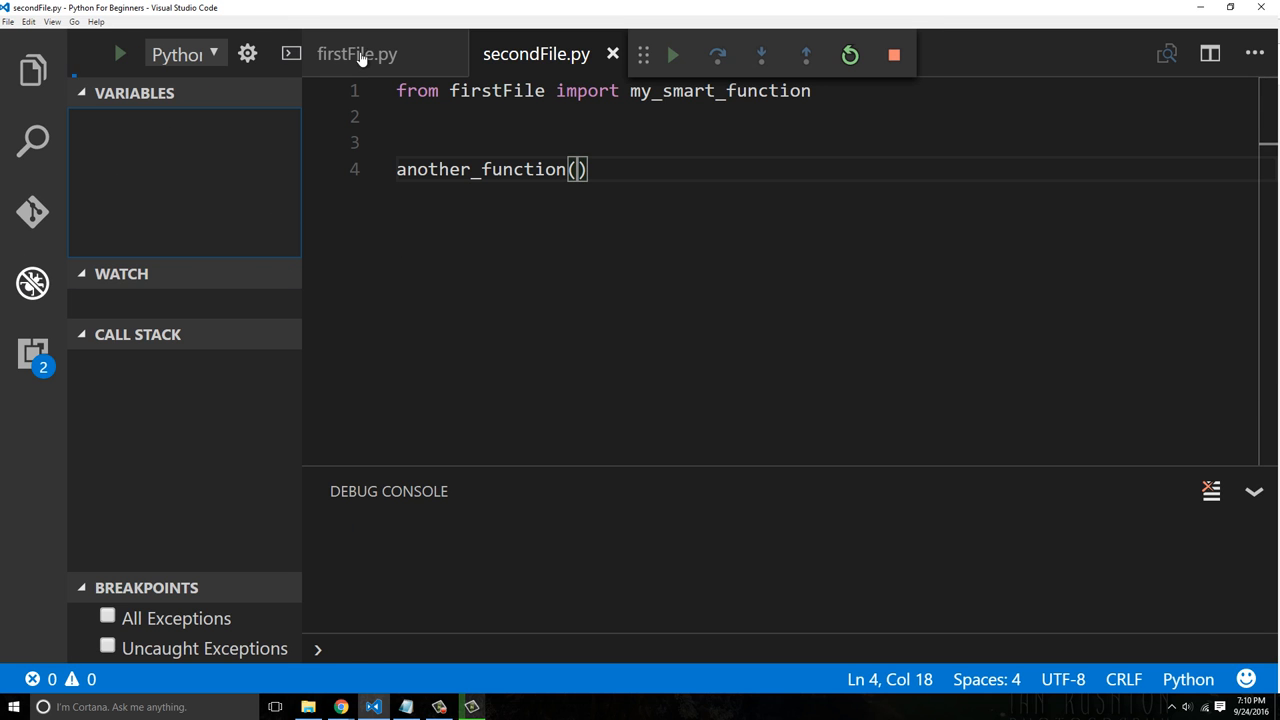 secondFile.py - Python For Beginners - Visual Studio Code
File Edit View Go Help
Python
firstFile.py
secondFile.py
VARIABLES
1 from firstFile import my_smart_function
2
3
4 another_function()
WATCH
CALL STACK
DEBUG CONSOLE
BREAKPOINTS
All Exceptions
Uncaught Exceptions
2
0 0
Ln 4, Col 18 Spaces: 4 UTF-8 CRLF Python
I'm Cortana. Ask me anything.
7:10 PM
9/24/2016